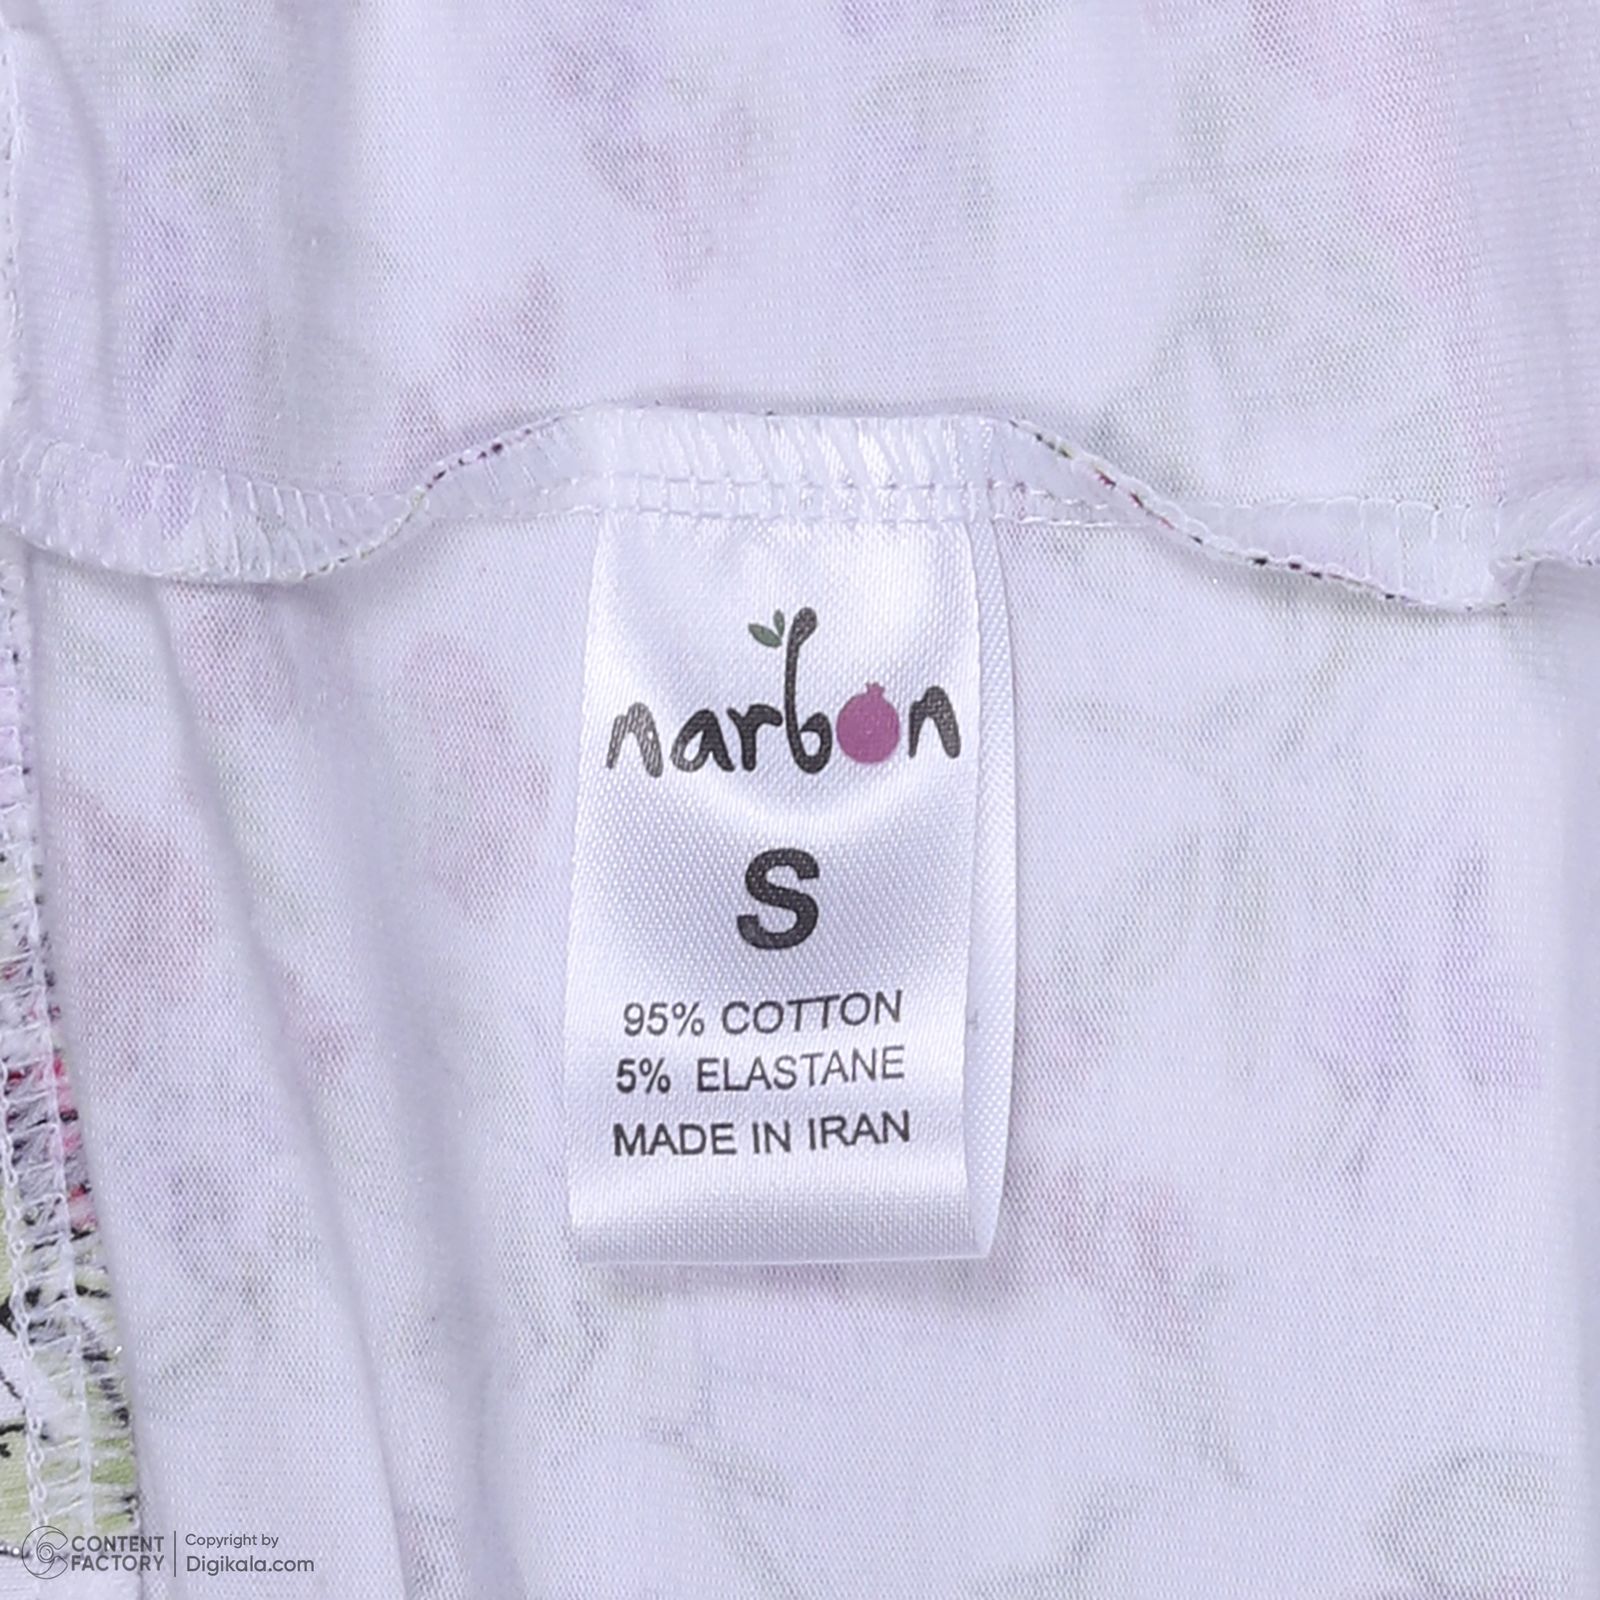 narbon
S
95% COTTON
5% ELASTANE
MADE IN IRAN
CONTENT FACTORY
Copyright by
Digikala.com